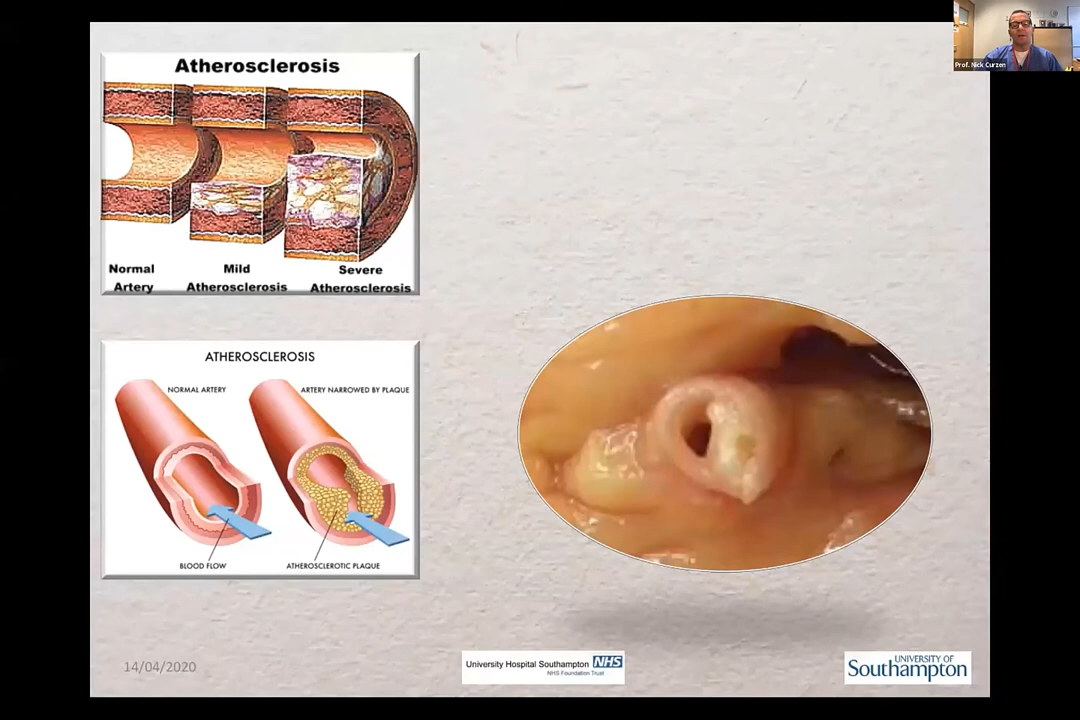 Prof. Nick Curzen
Atherosclerosis
Normal Artery
Mild Atherosclerosis
Severe Atherosclerosis
ATHEROSCLEROSIS
NORMAL ARTERY
ARTERY NARROWED BY PLAQUE
BLOOD FLOW
ATHEROSCLEROTIC PLAQUE
14/04/2020
University Hospital Southampton NHS
NHS Foundation Trust
UNIVERSITY OF
Southampton